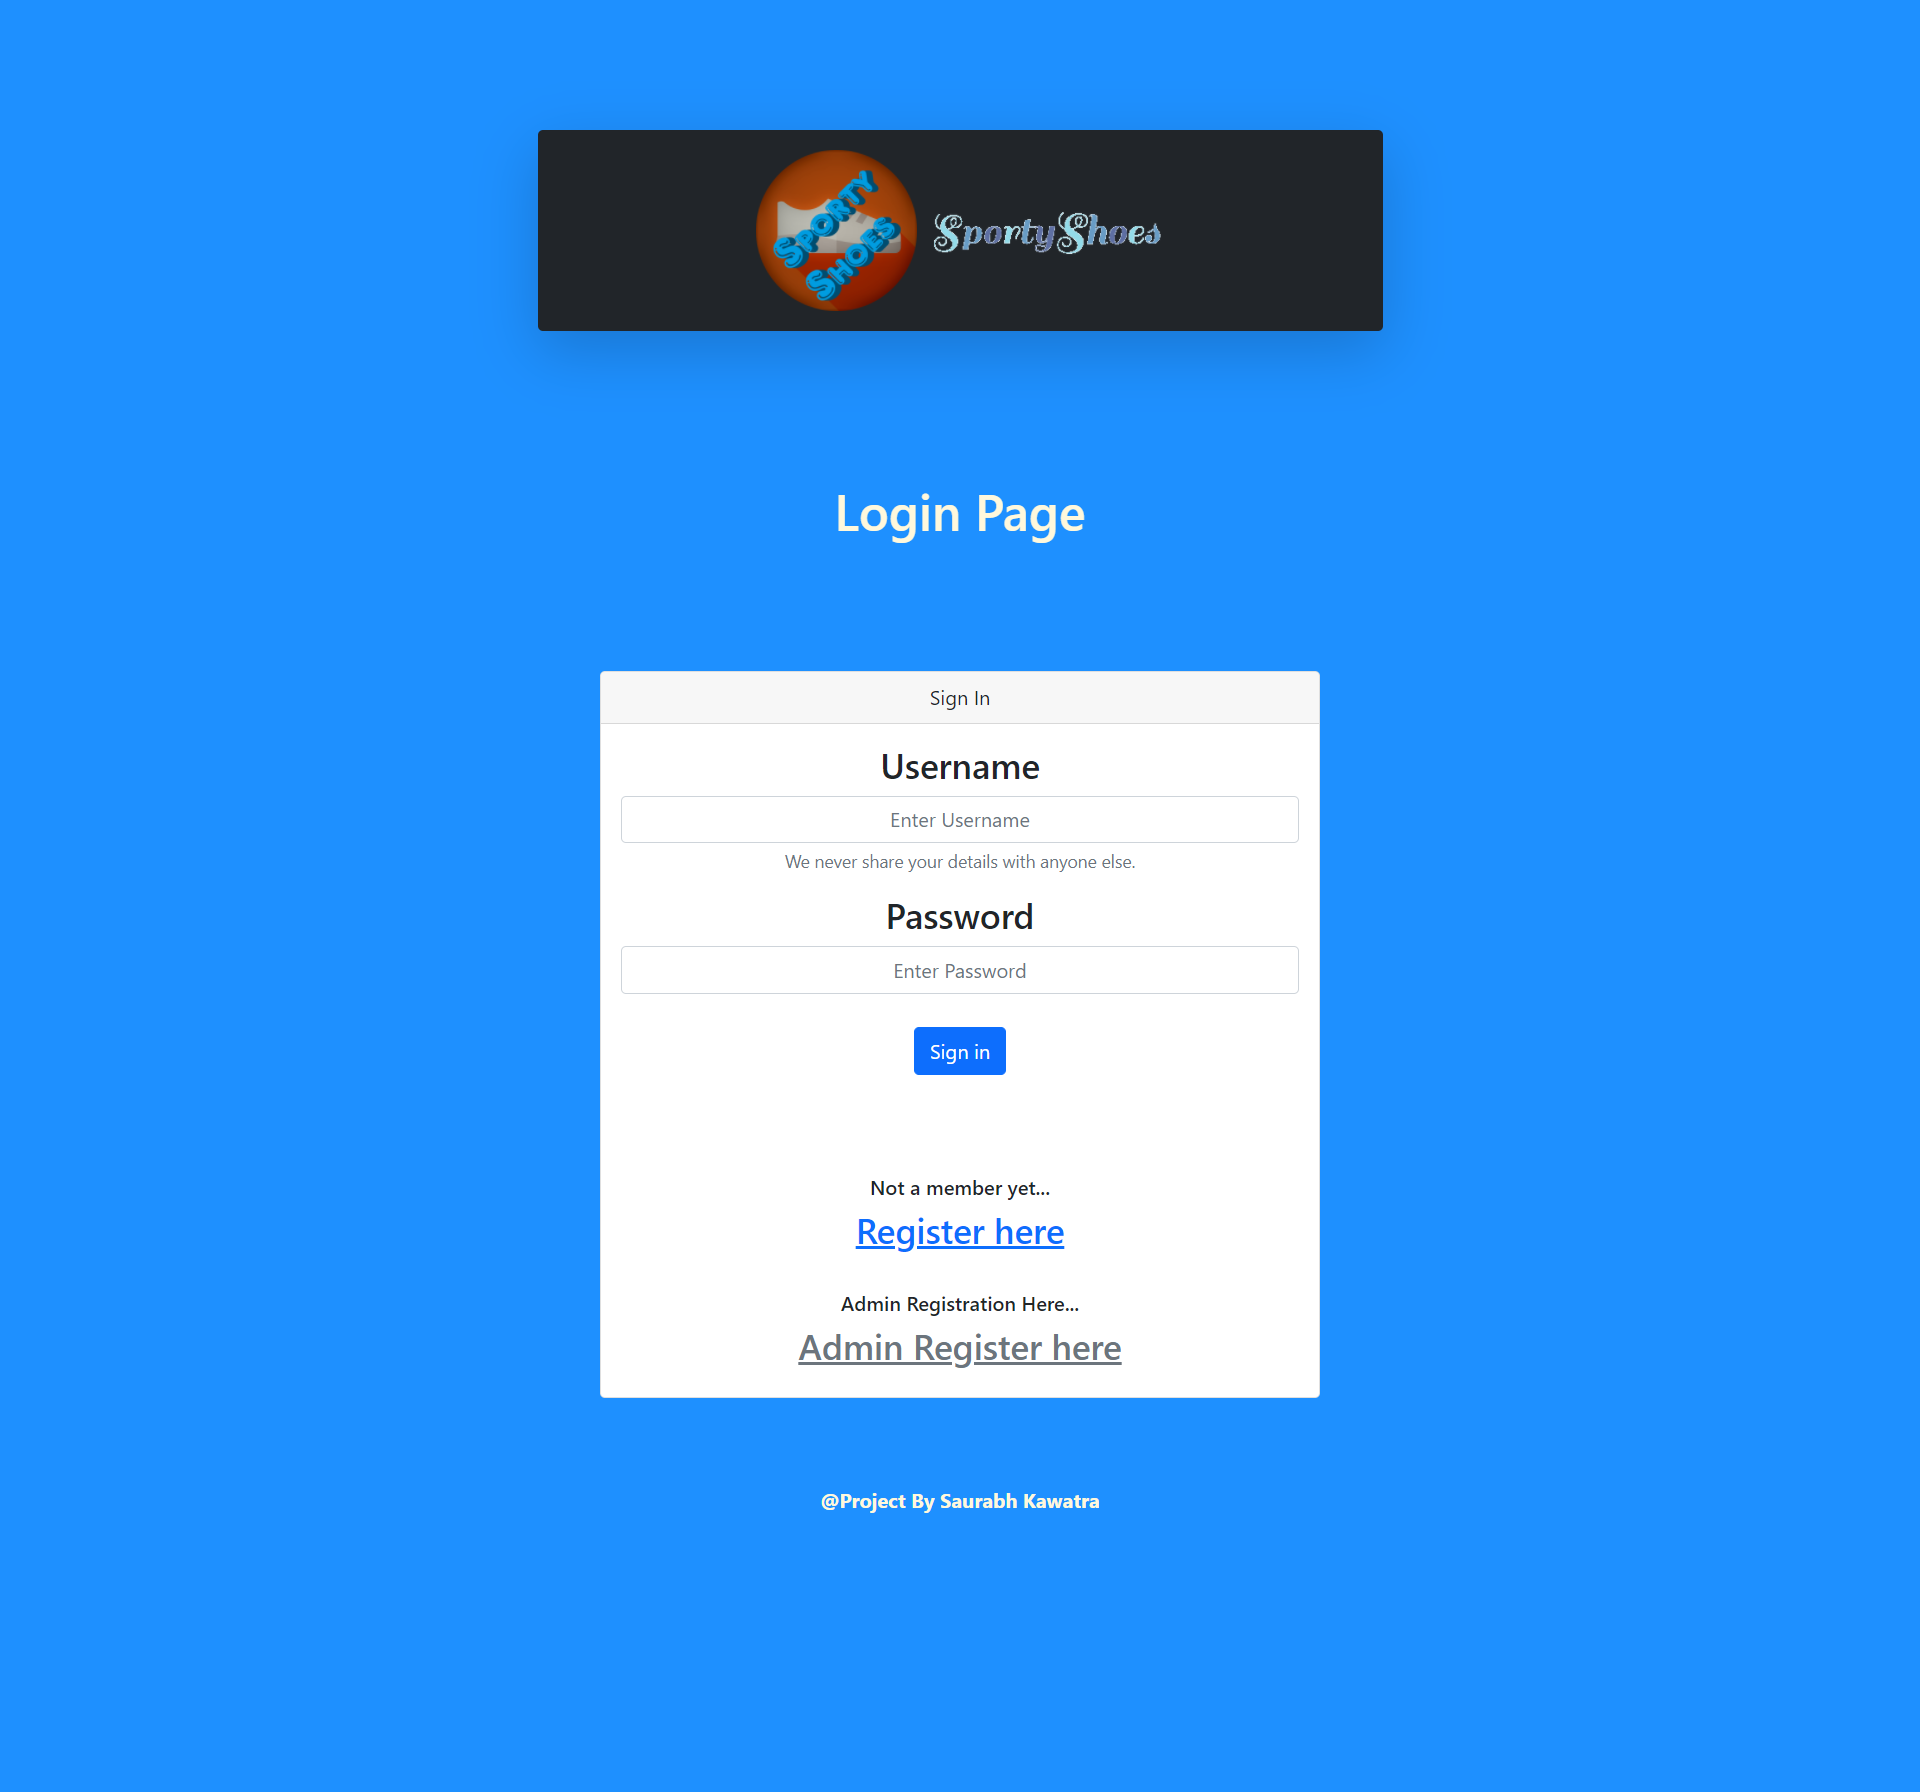 SPORTY
SHOES
SportyShoes
Login Page
Sign In
Username
Enter Username
We never share your details with anyone else.
Password
Enter Password
Sign in
Not a member yet...
Register here
Admin Registration Here...
Admin Register here
@Project By Saurabh Kawatra